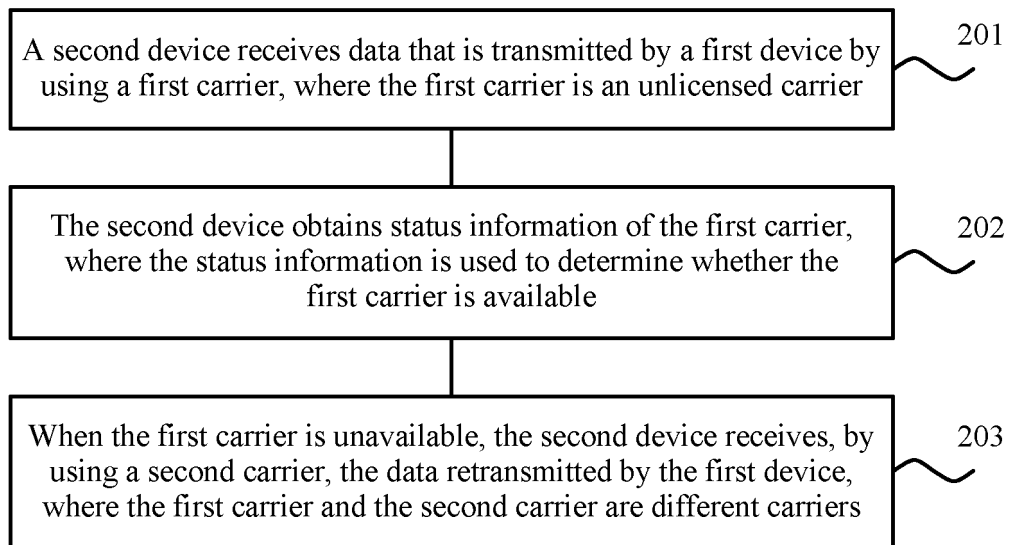 A second device receives data that is transmitted by a first device by
using a first carrier, where the first carrier is an unlicensed carrier
201
The second device obtains status information of the first carrier,
where the status information is used to determine whether the
first carrier is available
202
When the first carrier is unavailable, the second device receives, by
using a second carrier, the data retransmitted by the first device,
where the first carrier and the second carrier are different carriers
203